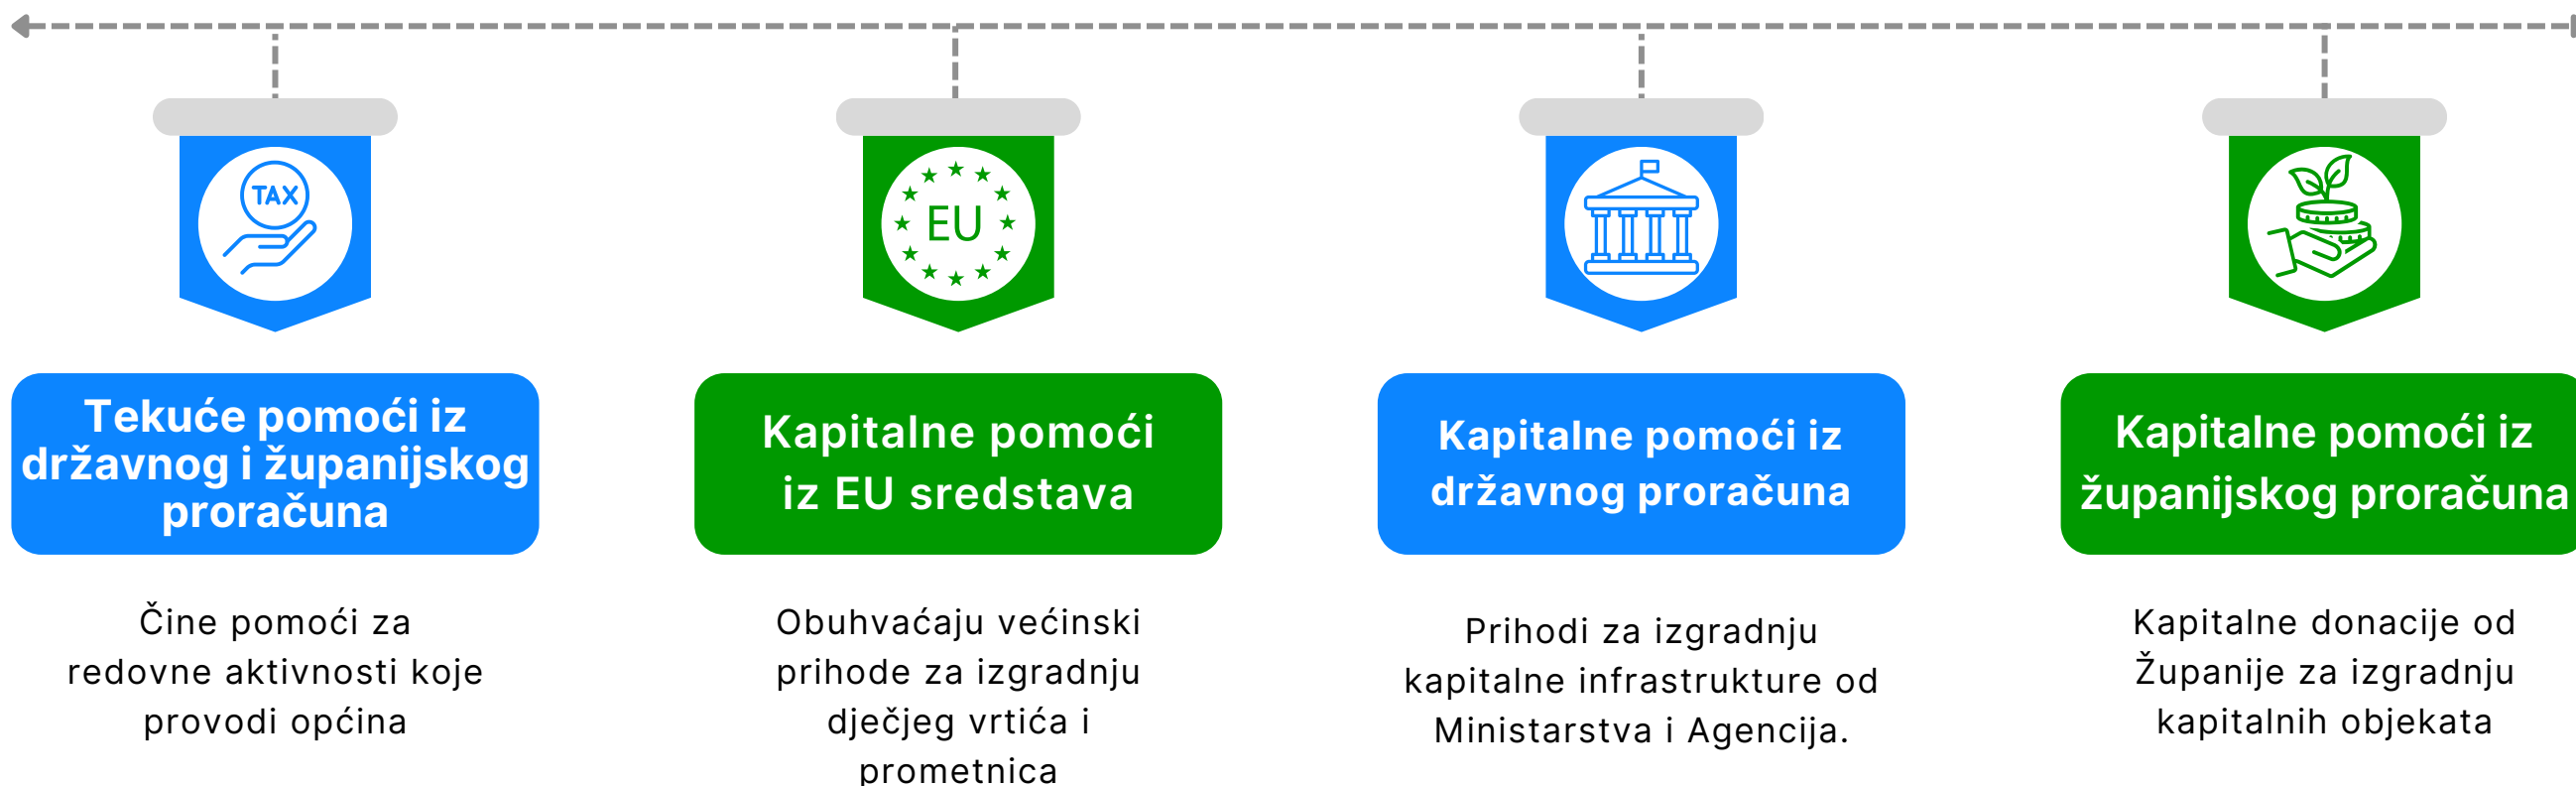 TAX
EU
Tekuće pomoći iz
državnog i županijskog
proračuna
Kapitalne pomoći
iz EU sredstava
Kapitalne pomoći iz
državnog proračuna
Kapitalne pomoći iz
županijskog proračuna
Čine pomoći za
redovne aktivnosti koje
provodi općina
Obuhvaćaju većinski
prihode za izgradnju
dječjeg vrtića i
prometnica
Prihodi za izgradnju
kapitalne infrastrukture od
Ministarstva i Agencija.
Kapitalne donacije od
Županije za izgradnju
kapitalnih objekata